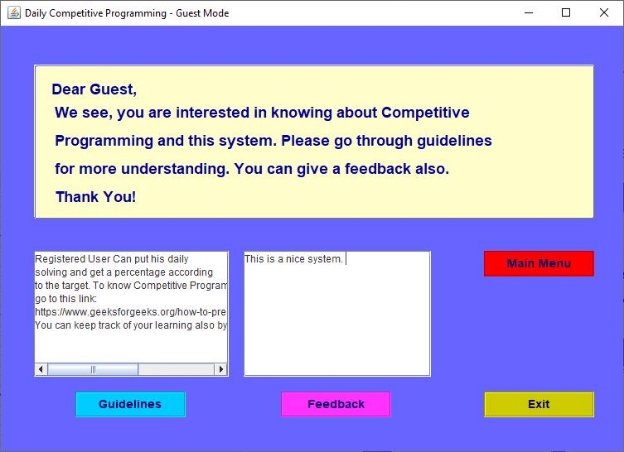 Daily Competitive Programming - Guest Mode
Dear Guest,
We see, you are interested in knowing about Competitive
Programming and this system. Please go through guidelines
for more understanding. You can give a feedback also.
Thank You!
Registered User Can put his daily
solving and get a percentage according
to the target. To know Competitive Program
go to this link:
https://www.geeksforgeeks.org/how-to-pre
You can keep track of your learning also by
This is a nice system.
Main Menu
Guidelines
Feedback
Exit